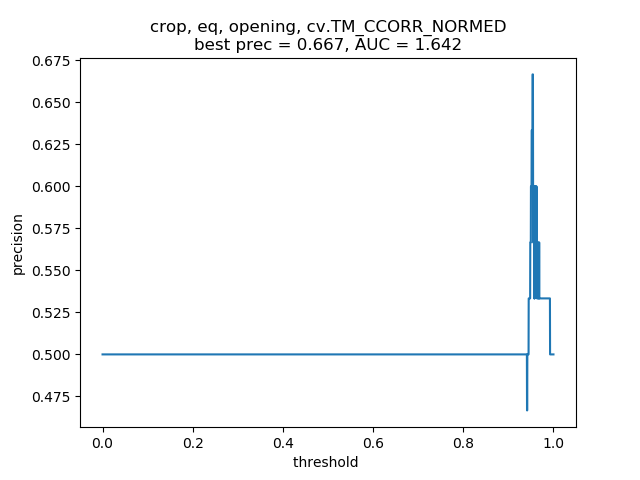 crop, eq, opening, cv.TM_CCORR_NORMED
best prec = 0.667, AUC = 1.642
0.675
0.650
0.625
0.600
0.575
0.550
0.525
0.500
0.475
precision
0.0 0.2 0.4 0.6 0.8 1.0
threshold